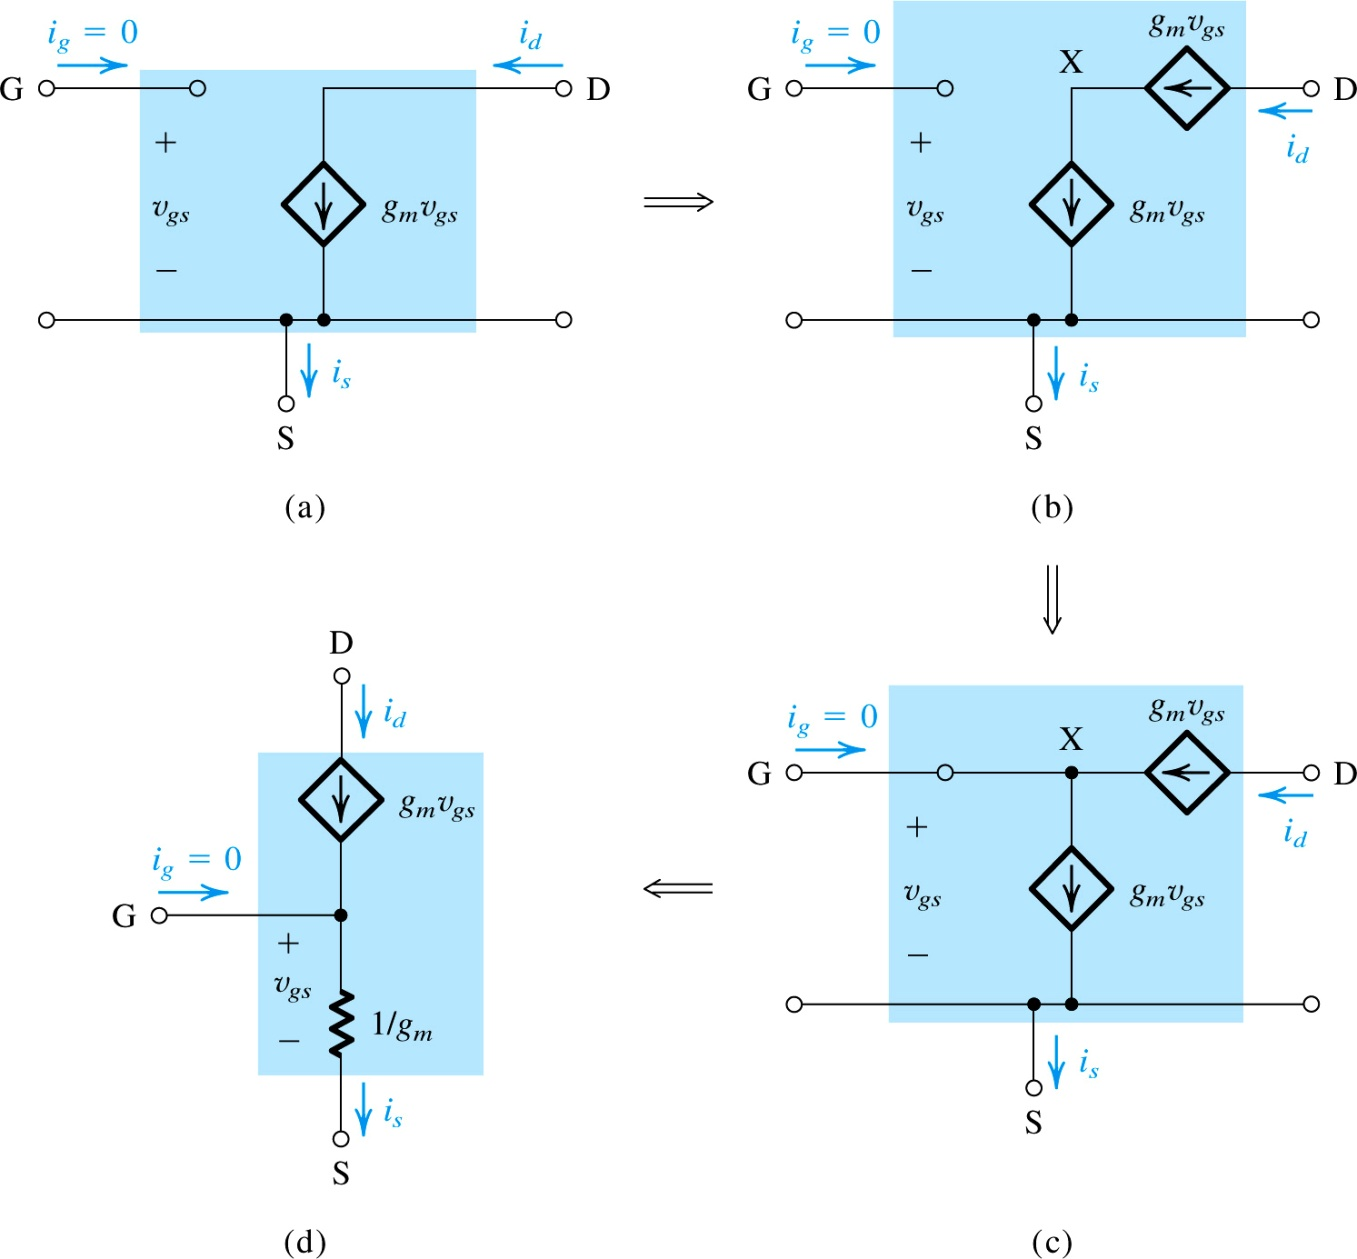 i_g = 0
i_d
G
D
+
v_gs
−
g_m v_gs
i_s
S
(a)
g_m v_gs
i_g = 0
X
G
D
i_d
+
v_gs
−
g_m v_gs
i_s
S
(b)
D
i_d
g_m v_gs
i_g = 0
G
+
v_gs
−
1/g_m
i_s
S
(d)
g_m v_gs
i_g = 0
X
G
D
i_d
+
v_gs
−
g_m v_gs
i_s
S
(c)